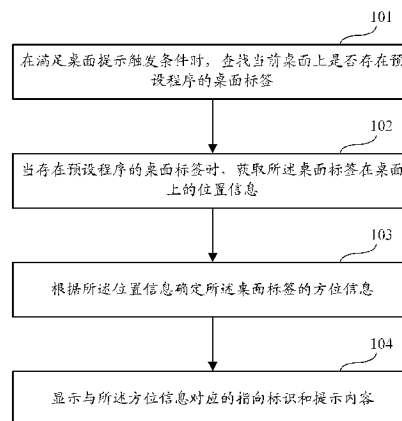 101
在满足桌面提示触发条件时，查找当前桌面上是否存在预
设程序的桌面标签
102
当存在预设程序的桌面标签时，获取所述桌面标签在桌面
上的位置信息
103
根据所述位置信息确定所述桌面标签的方位信息
104
显示与所述方位信息对应的指向标识和提示内容